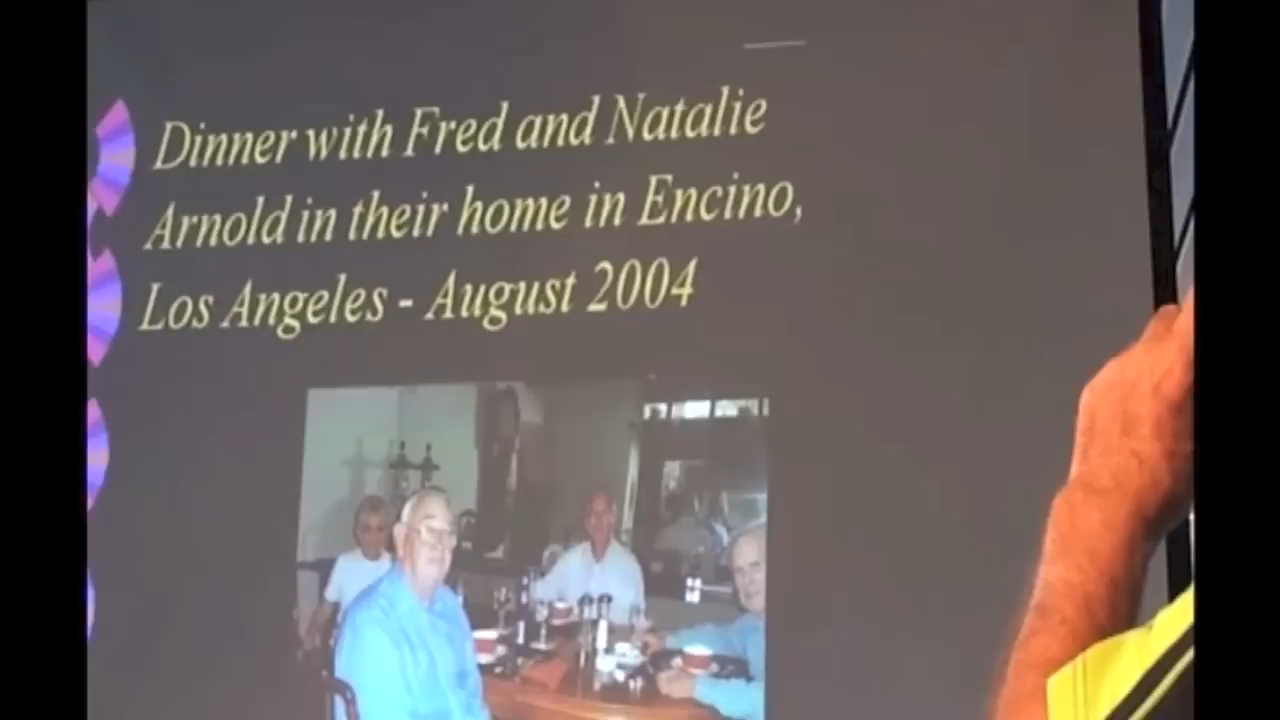 Dinner with Fred and Natalie
Arnold in their home in Encino,
Los Angeles - August 2004